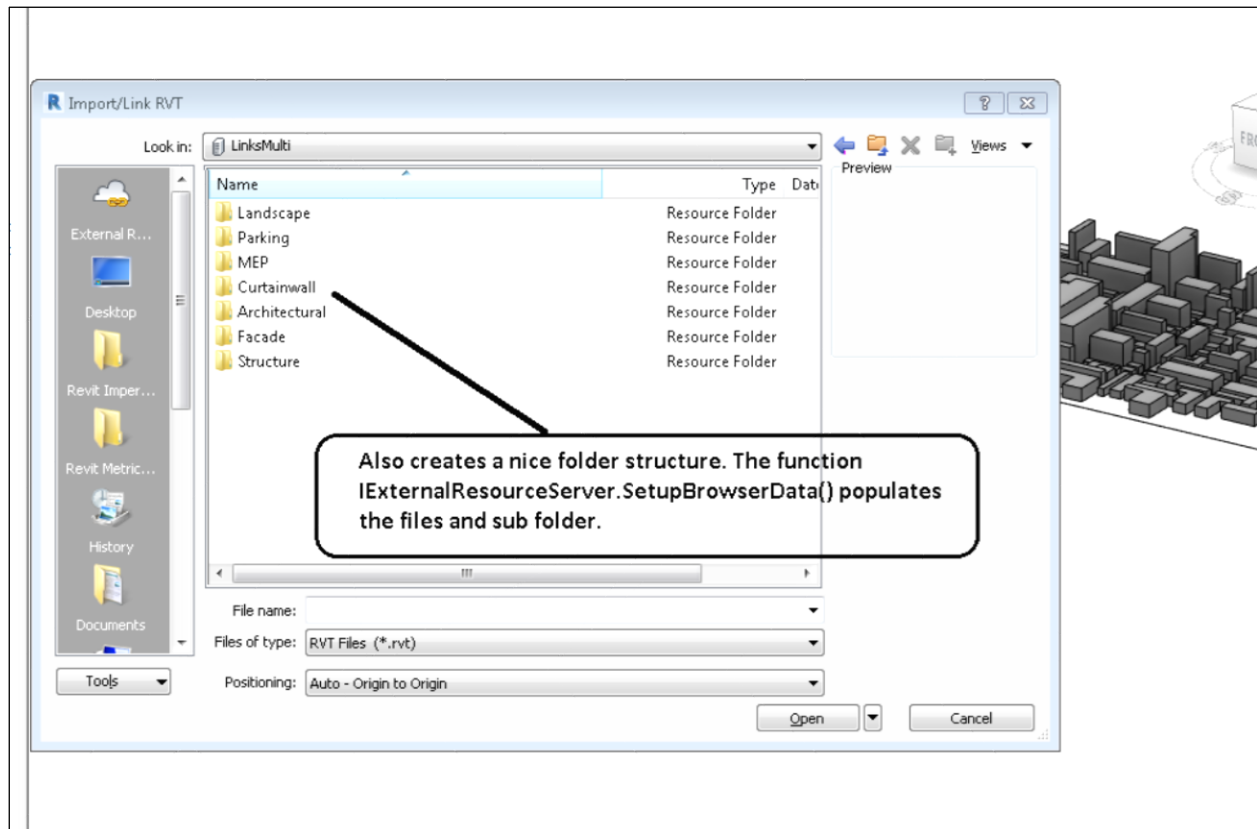 Import/Link RVT
Look in:
LinksMulti
Views
External R...
Desktop
Revit Imper...
Revit Metric...
History
Documents
Name Type Dat
Landscape Resource Folder
Parking Resource Folder
MEP Resource Folder
Curtainwall Resource Folder
Architectural Resource Folder
Facade Resource Folder
Structure Resource Folder
Preview
Also creates a nice folder structure. The function
IExternalResourceServer.SetupBrowserData() populates
the files and sub folder.
File name:
Files of type: RVT Files (*.rvt)
Tools
Positioning: Auto - Origin to Origin
Open
Cancel